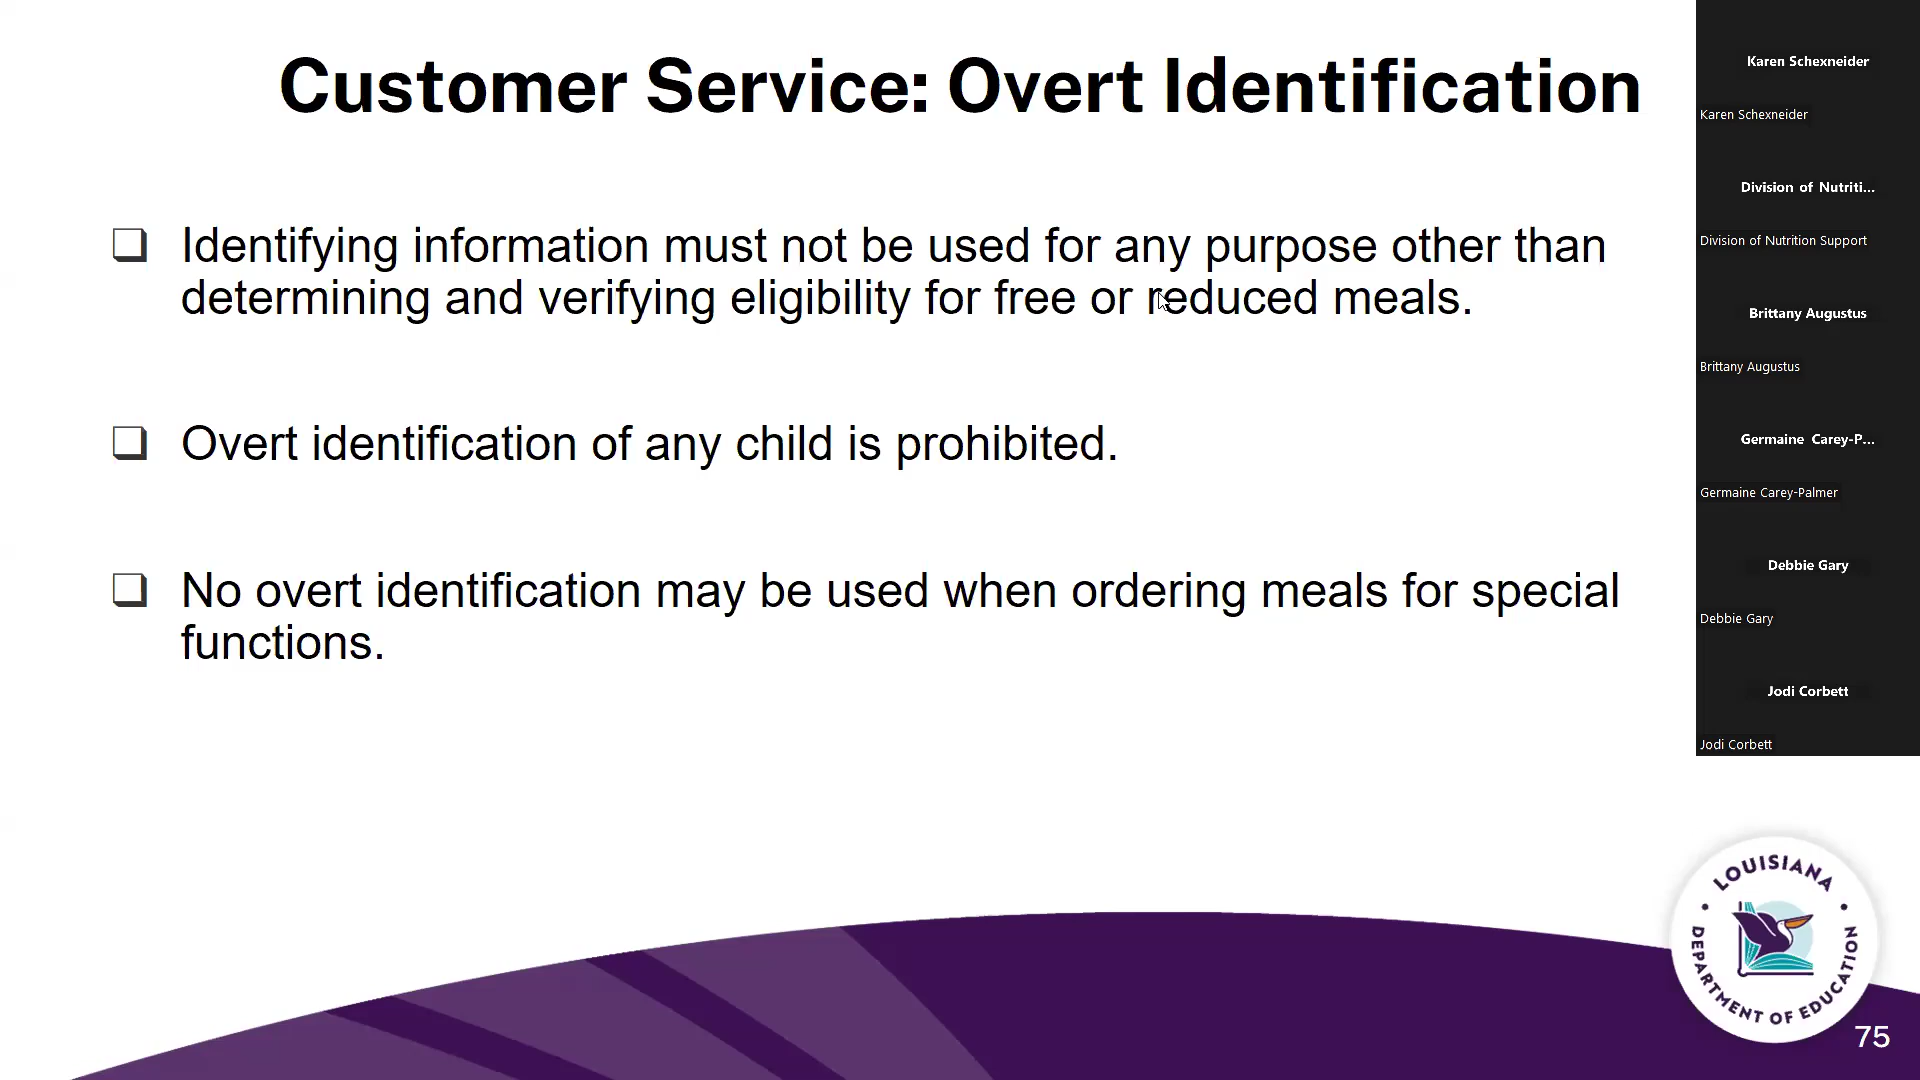 Customer Service: Overt Identification
Identifying information must not be used for any purpose other than
determining and verifying eligibility for free or reduced meals.
Overt identification of any child is prohibited.
No overt identification may be used when ordering meals for special
functions.
Karen Schexneider
Karen Schexneider
Division of Nutriti...
Division of Nutrition Support
Brittany Augustus
Brittany Augustus
Germaine Carey-P...
Germaine Carey-Palmer
Debbie Gary
Debbie Gary
Jodi Corbett
Jodi Corbett
LOUISIANA
DEPARTMENT OF EDUCATION
75